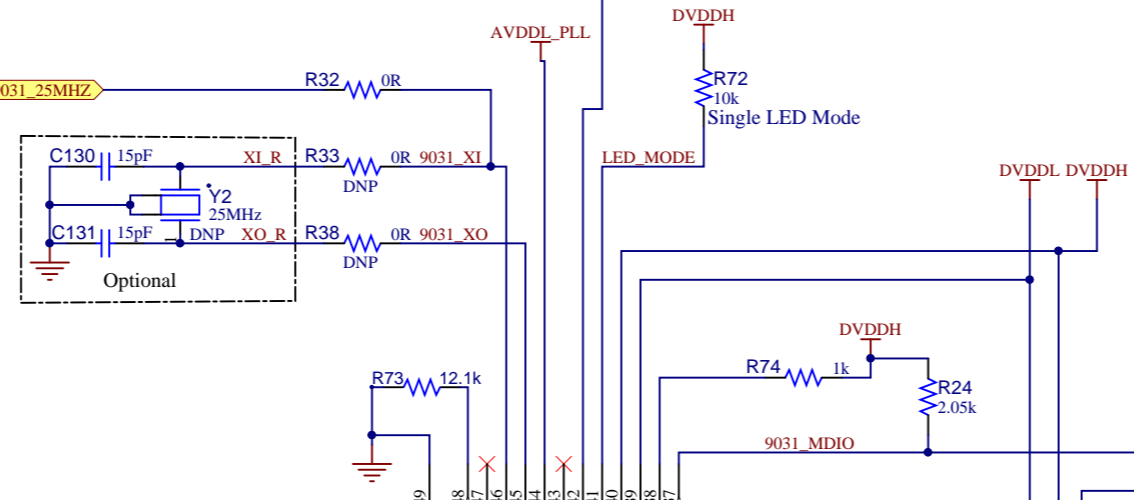 DVDDH
AVDDL_PLL
R32 0R
031_25MHZ
R72
10k
Single LED Mode
C130 15pF XI_R R33 0R 9031_XI
DNP
LED_MODE
DVDDL DVDDH
Y2
25MHz
C131 15pF 1 DNP XO_R R38 0R 9031_XO
DNP
Optional
DVDDH
R74 1k
R73 12.1k
R24
2.05k
9031_MDIO